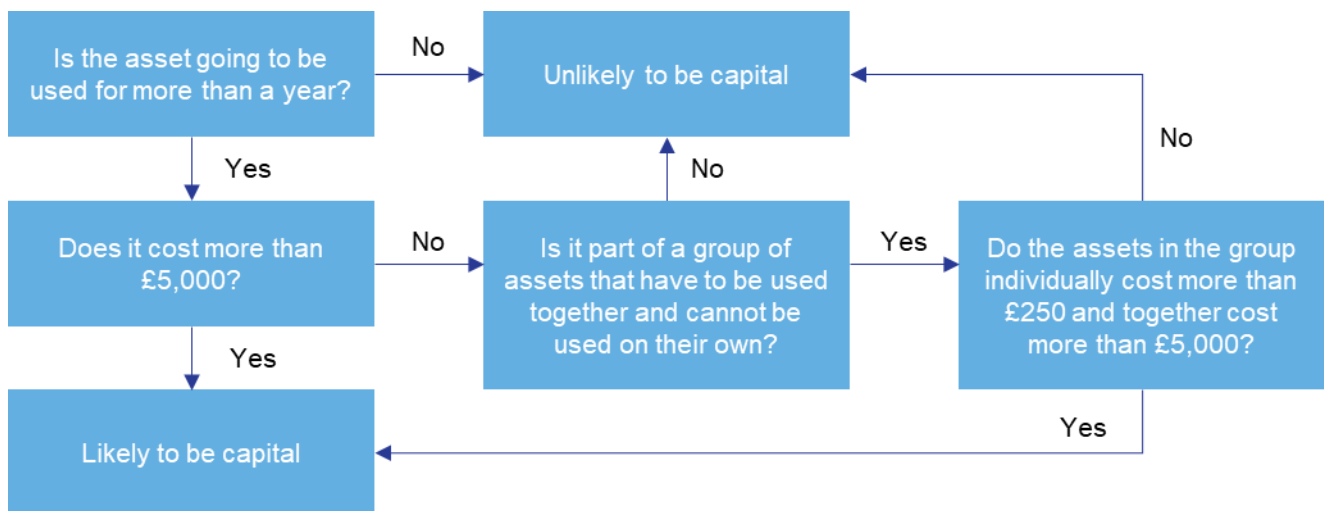 Is the asset going to be
used for more than a year?
No
Unlikely to be capital
No
Yes
No
Does it cost more than
£5,000?
No
Is it part of a group of
assets that have to be used
together and cannot be
used on their own?
Yes
Do the assets in the group
individually cost more than
£250 and together cost
more than £5,000?
Yes
Yes
Likely to be capital